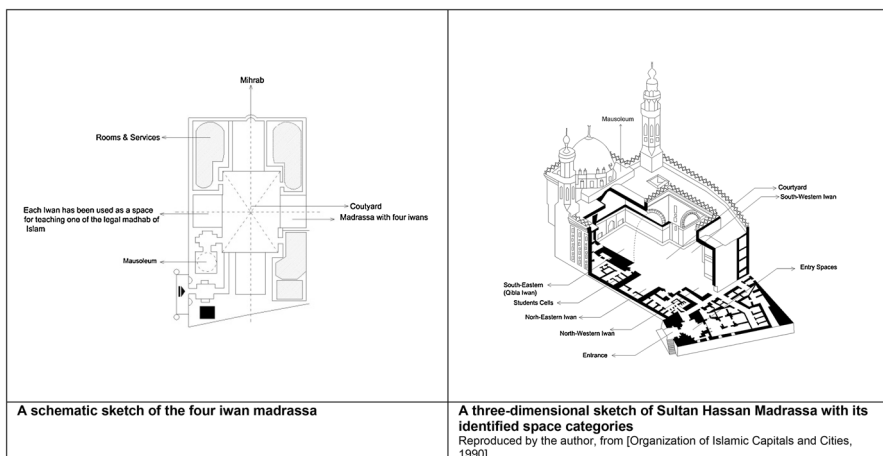 Mihrab
Rooms & Services
Coutyard
Each Iwan has been used as a space
for teaching one of the legal madhab of
Islam
Madrassa with four iwans
Mausoleum
A schematic sketch of the four iwan madrassa
Mausoleum
Courtyard
South-Western Iwan
Entry Spaces
South-Eastern
(Qibla Iwan)
Students Cells
Norh-Eastern Iwan
North-Western Iwan
Entrance
A three-dimensional sketch of Sultan Hassan Madrassa with its
identified space categories
Reproduced by the author, from [Organization of Islamic Capitals and Cities,
1990]